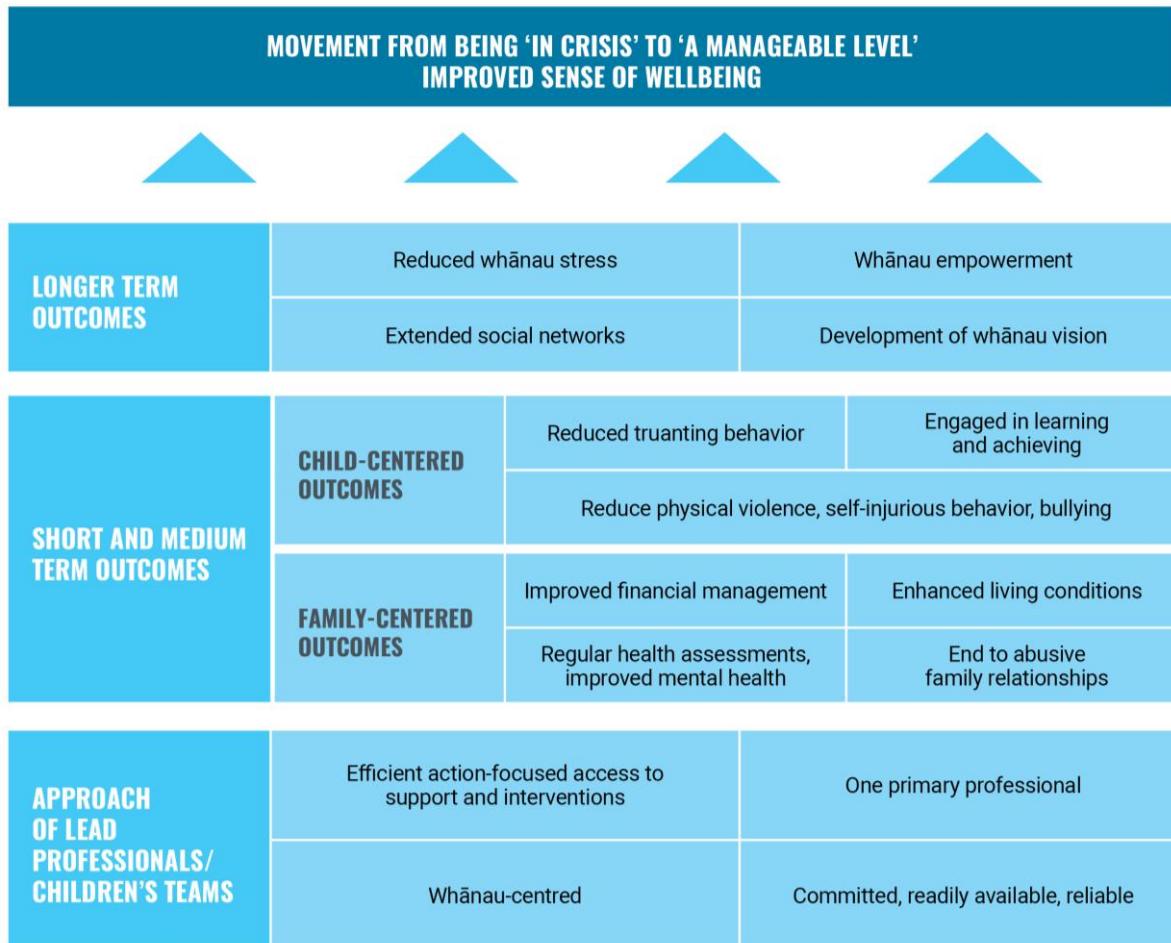 MOVEMENT FROM BEING ‘IN CRISIS’ TO ‘A MANAGEABLE LEVEL’
IMPROVED SENSE OF WELLBEING
LONGER TERM
OUTCOMES
Reduced whānau stress
Whānau empowerment
Extended social networks
Development of whānau vision
SHORT AND MEDIUM
TERM OUTCOMES
CHILD-CENTERED
OUTCOMES
Reduced truanting behavior
Engaged in learning
and achieving
Reduce physical violence, self-injurious behavior, bullying
FAMILY-CENTERED
OUTCOMES
Improved financial management
Enhanced living conditions
Regular health assessments,
improved mental health
End to abusive
family relationships
APPROACH
OF LEAD
PROFESSIONALS/
CHILDREN’S TEAMS
Efficient action-focused access to
support and interventions
One primary professional
Whānau-centred
Committed, readily available, reliable